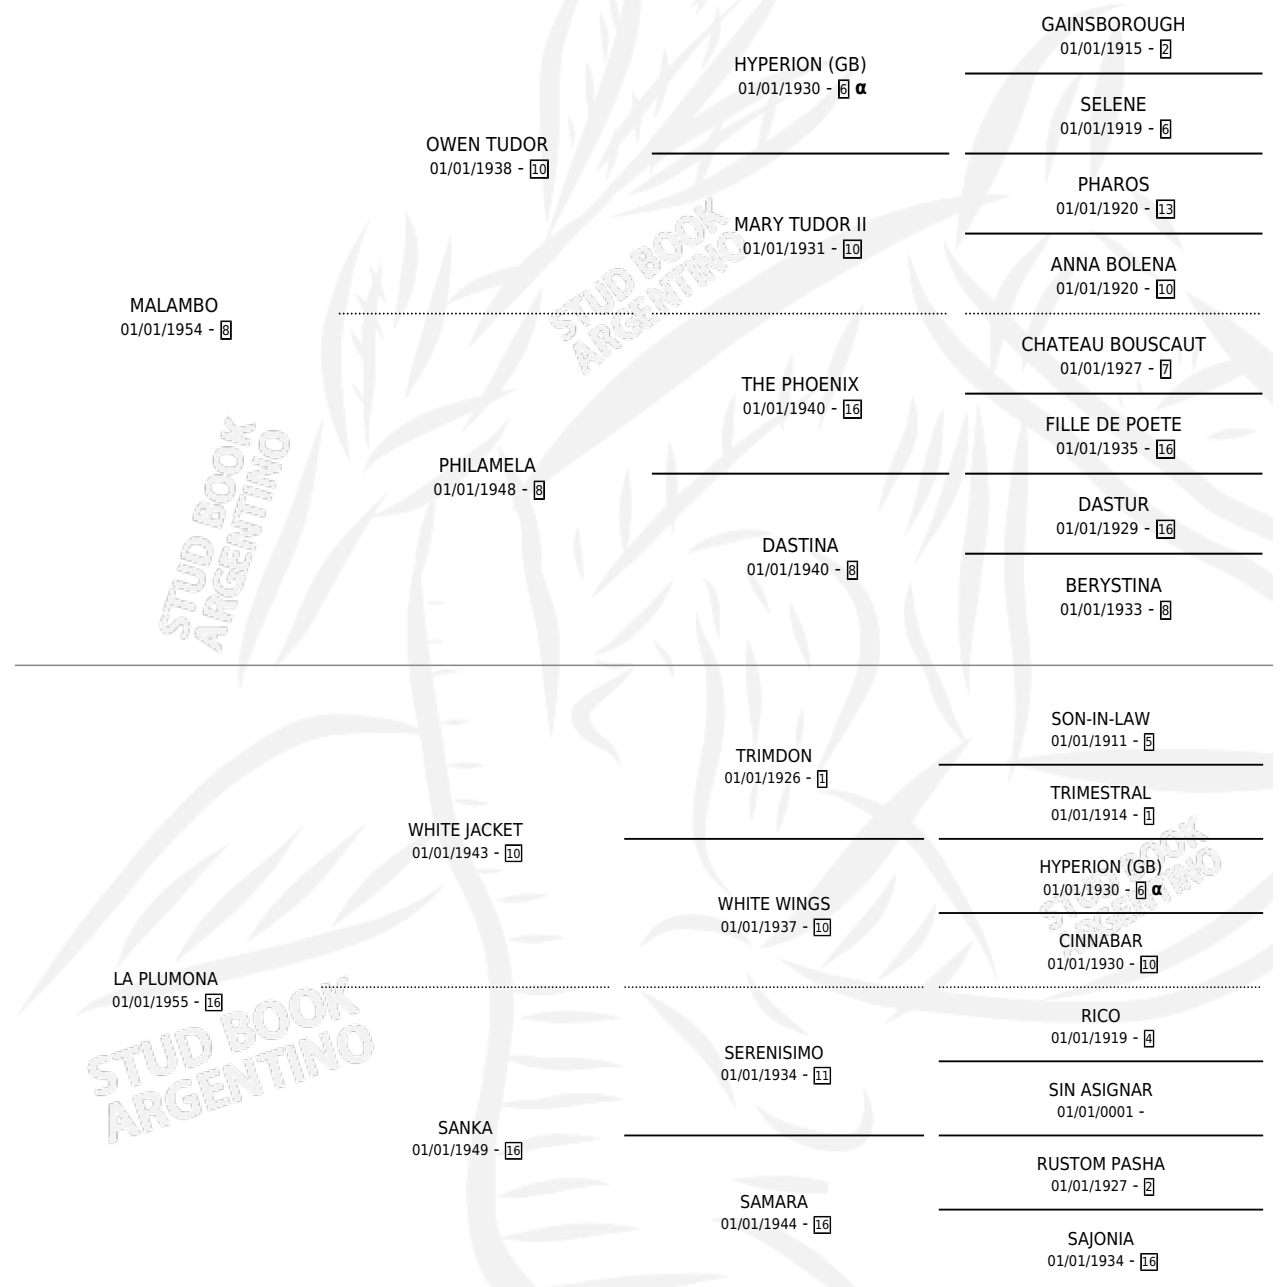 GAINSBOROUGH
01/01/1915 - 2
HYPERION (GB)
01/01/1930 - 6 α
SELENE
01/01/1919 - 6
OWEN TUDOR
01/01/1938 - 10
PHAROS
01/01/1920 - 13
MARY TUDOR II
01/01/1931 - 10
ANNA BOLENA
01/01/1920 - 10
MALAMBO
01/01/1954 - 8
CHATEAU BOUSCAUT
01/01/1927 - 7
THE PHOENIX
01/01/1940 - 16
FILLE DE POETE
01/01/1935 - 16
PHILAMELA
01/01/1948 - 8
DASTUR
01/01/1929 - 16
DASTINA
01/01/1940 - 8
BERYSTINA
01/01/1933 - 8
SON-IN-LAW
01/01/1911 - 5
TRIMDON
01/01/1926 - 1
TRIMESTRAL
01/01/1914 - 1
WHITE JACKET
01/01/1943 - 10
HYPERION (GB)
01/01/1930 - 6 α
WHITE WINGS
01/01/1937 - 10
CINNABAR
01/01/1930 - 10
LA PLUMONA
01/01/1955 - 16
RICO
01/01/1919 - 4
SERENISIMO
01/01/1934 - 11
SIN ASIGNAR
01/01/0001 -
SANKA
01/01/1949 - 16
RUSTOM PASHA
01/01/1927 - 2
SAMARA
01/01/1944 - 16
SAJONIA
01/01/1934 - 16
STUD BOOK
ARGENTINO
STUD BOOK
ARGENTINO
STUD BOOK
ARGENTINO
STUD BOOK
ARGENTINO